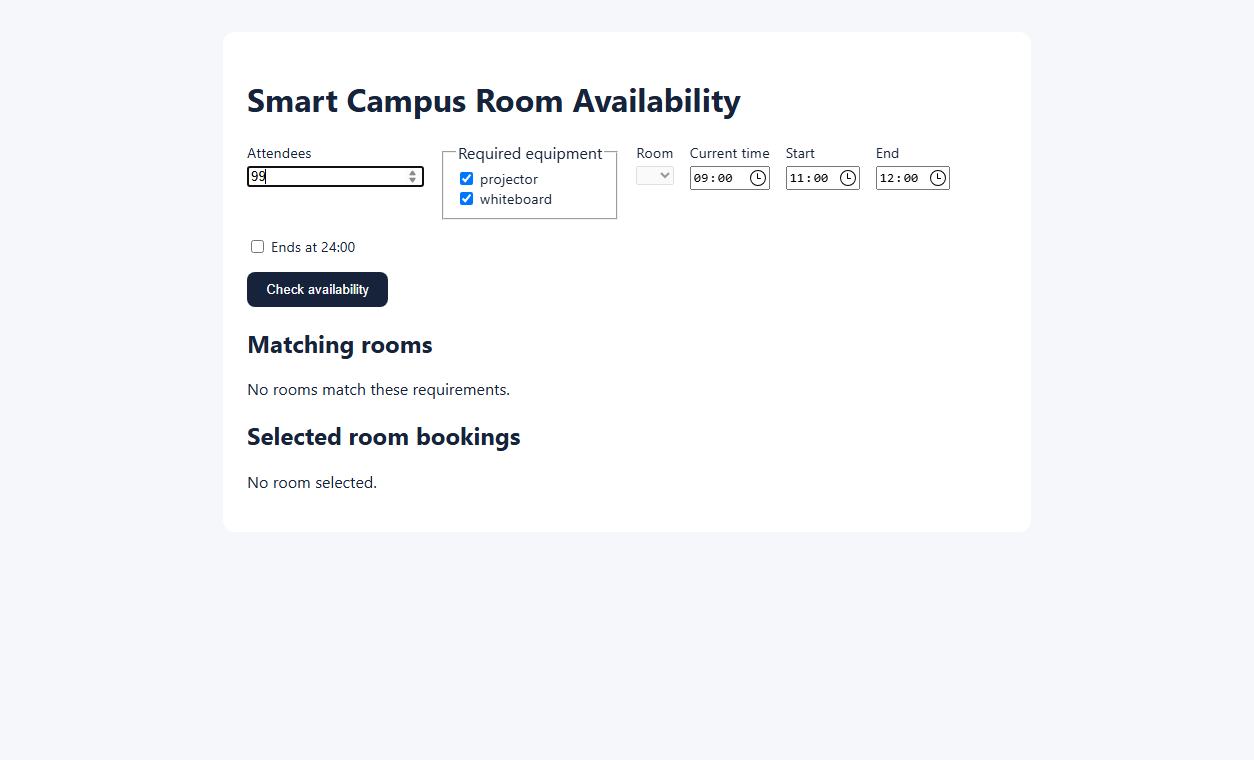 Smart Campus Room Availability
Attendees
99
Required equipment
projector
whiteboard
Room
Current time
09:00
Start
11:00
End
12:00
Ends at 24:00
Check availability
Matching rooms
No rooms match these requirements.
Selected room bookings
No room selected.